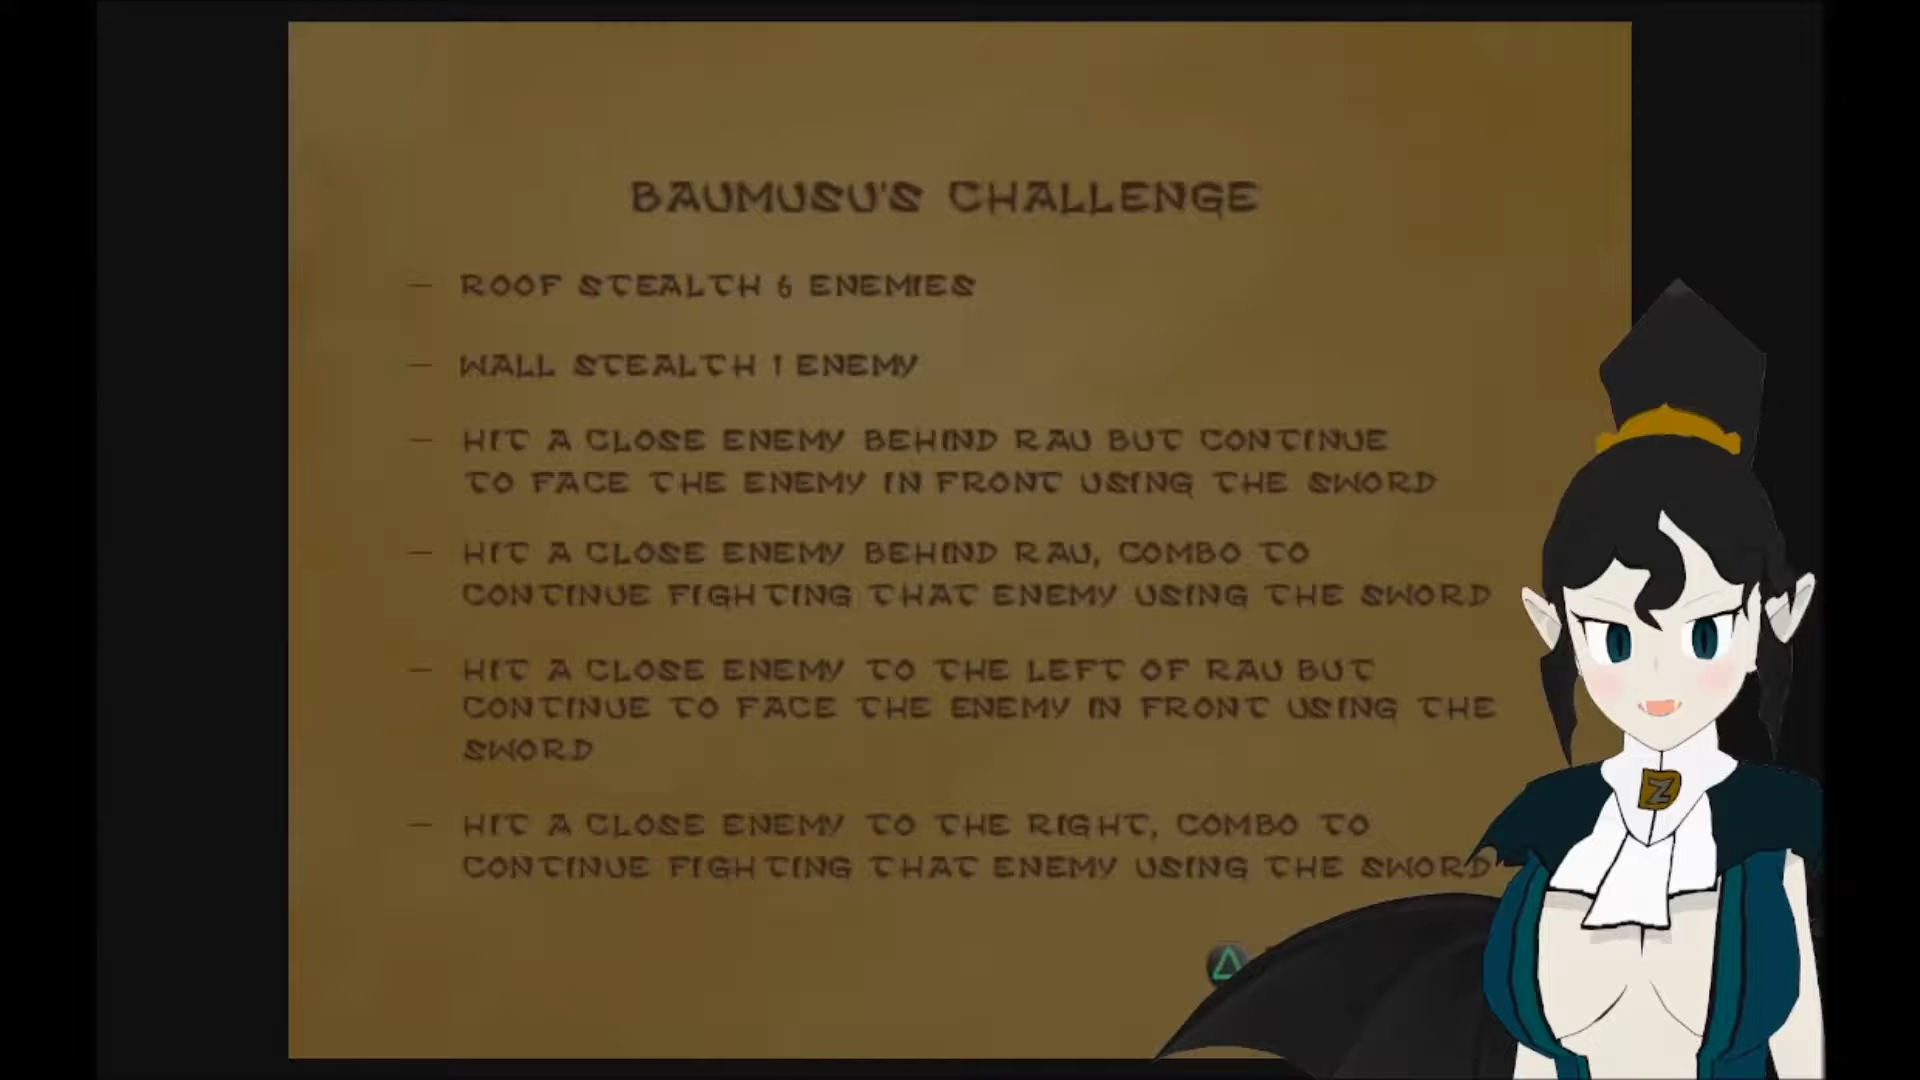 BAUMUSU'S CHALLENGE
— ROOF STEALTH 6 ENEMIES
— WALL STEALTH 1 ENEMY
— HIT A CLOSE ENEMY BEHIND RAU BUT CONTINUE
TO FACE THE ENEMY IN FRONT USING THE SWORD
— HIT A CLOSE ENEMY BEHIND RAU, COMBO TO
CONTINUE FIGHTING THAT ENEMY USING THE SWORD
— HIT A CLOSE ENEMY TO THE LEFT OF RAU BUT
CONTINUE TO FACE THE ENEMY IN FRONT USING THE
SWORD
— HIT A CLOSE ENEMY TO THE RIGHT, COMBO TO
CONTINUE FIGHTING THAT ENEMY USING THE SWORD
Z